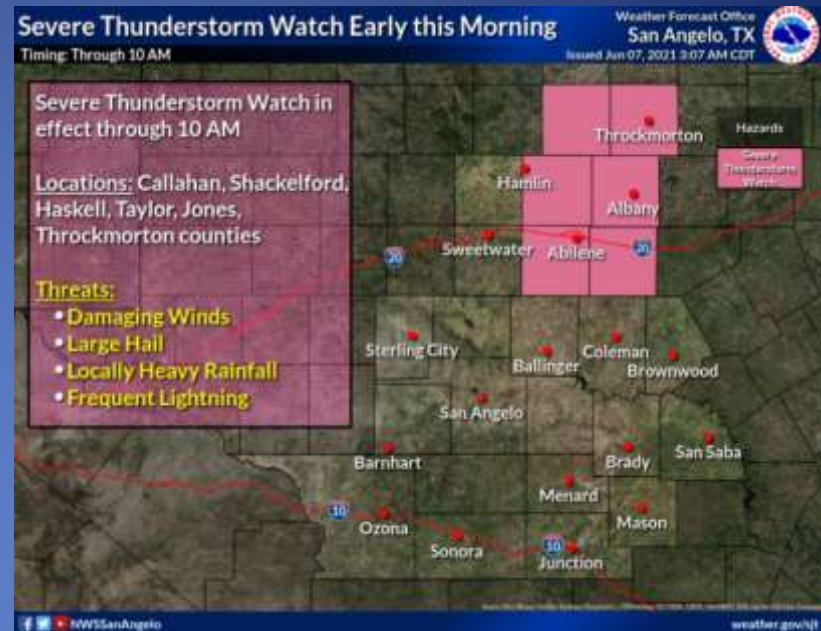 Severe Thunderstorm Watch Early this Morning
Timing: Through 10 AM
Weather Forecast Office
San Angelo, TX
Issued Jun 07, 2021 3:07 AM CDT
Severe Thunderstorm Watch in
effect through 10 AM
Locations: Callahan, Shackelford,
Haskell, Taylor, Jones,
Throckmorton counties
Threats:
• Damaging Winds
• Large Hail
• Locally Heavy Rainfall
• Frequent Lightning
Hazards
Severe
Thunderstorm
Watch
Throckmorton
Hamlin
Albany
Sweetwater
Abilene
20
20
Sterling City
Ballinger
Coleman
Brownwood
San Angelo
Barnhart
Brady
San Saba
Menard
Mason
10
Ozona
Sonora
10
Junction
NWSSanAngelo
weather.gov/sjt